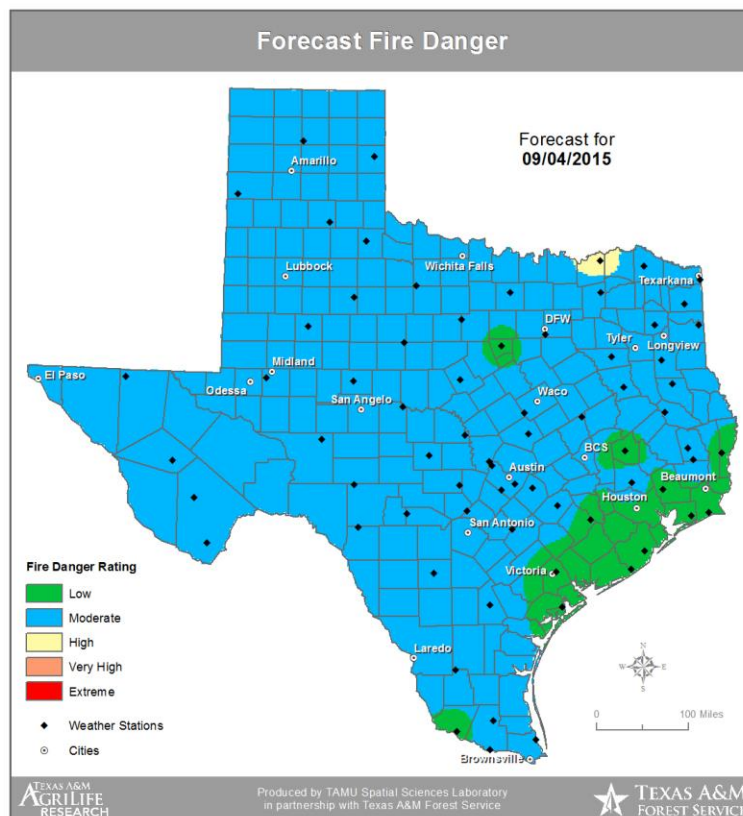 Forecast Fire Danger
Forecast for
09/04/2015
Amarillo
Lubbock
Wichita Falls
Texarkana
DFW
Tyler
Longview
El Paso
Midland
Odessa
San Angelo
Waco
BCS
Austin
Beaumont
Houston
San Antonio
Victoria
Laredo
Brownsville
Fire Danger Rating
Low
Moderate
High
Very High
Extreme
Weather Stations
Cities
N
W E
S
0 100 Miles
TEXAS A&M
AGRILIFE
RESEARCH
Produced by TAMU Spatial Sciences Laboratory
in partnership with Texas A&M Forest Service
TEXAS A&M
FOREST SERVICE